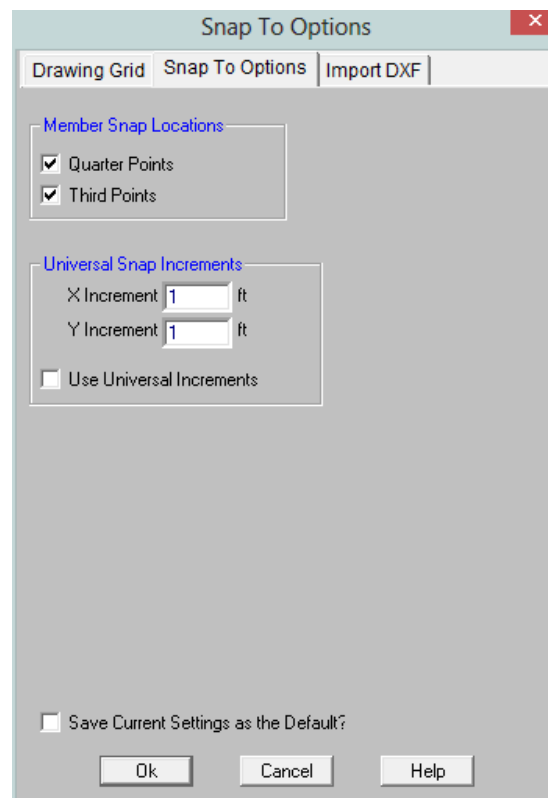 Snap To Options
Drawing Grid Snap To Options Import DXF
Member Snap Locations
Quarter Points
Third Points
Universal Snap Increments
X Increment 1 ft
Y Increment 1 ft
Use Universal Increments
Save Current Settings as the Default?
Ok Cancel Help